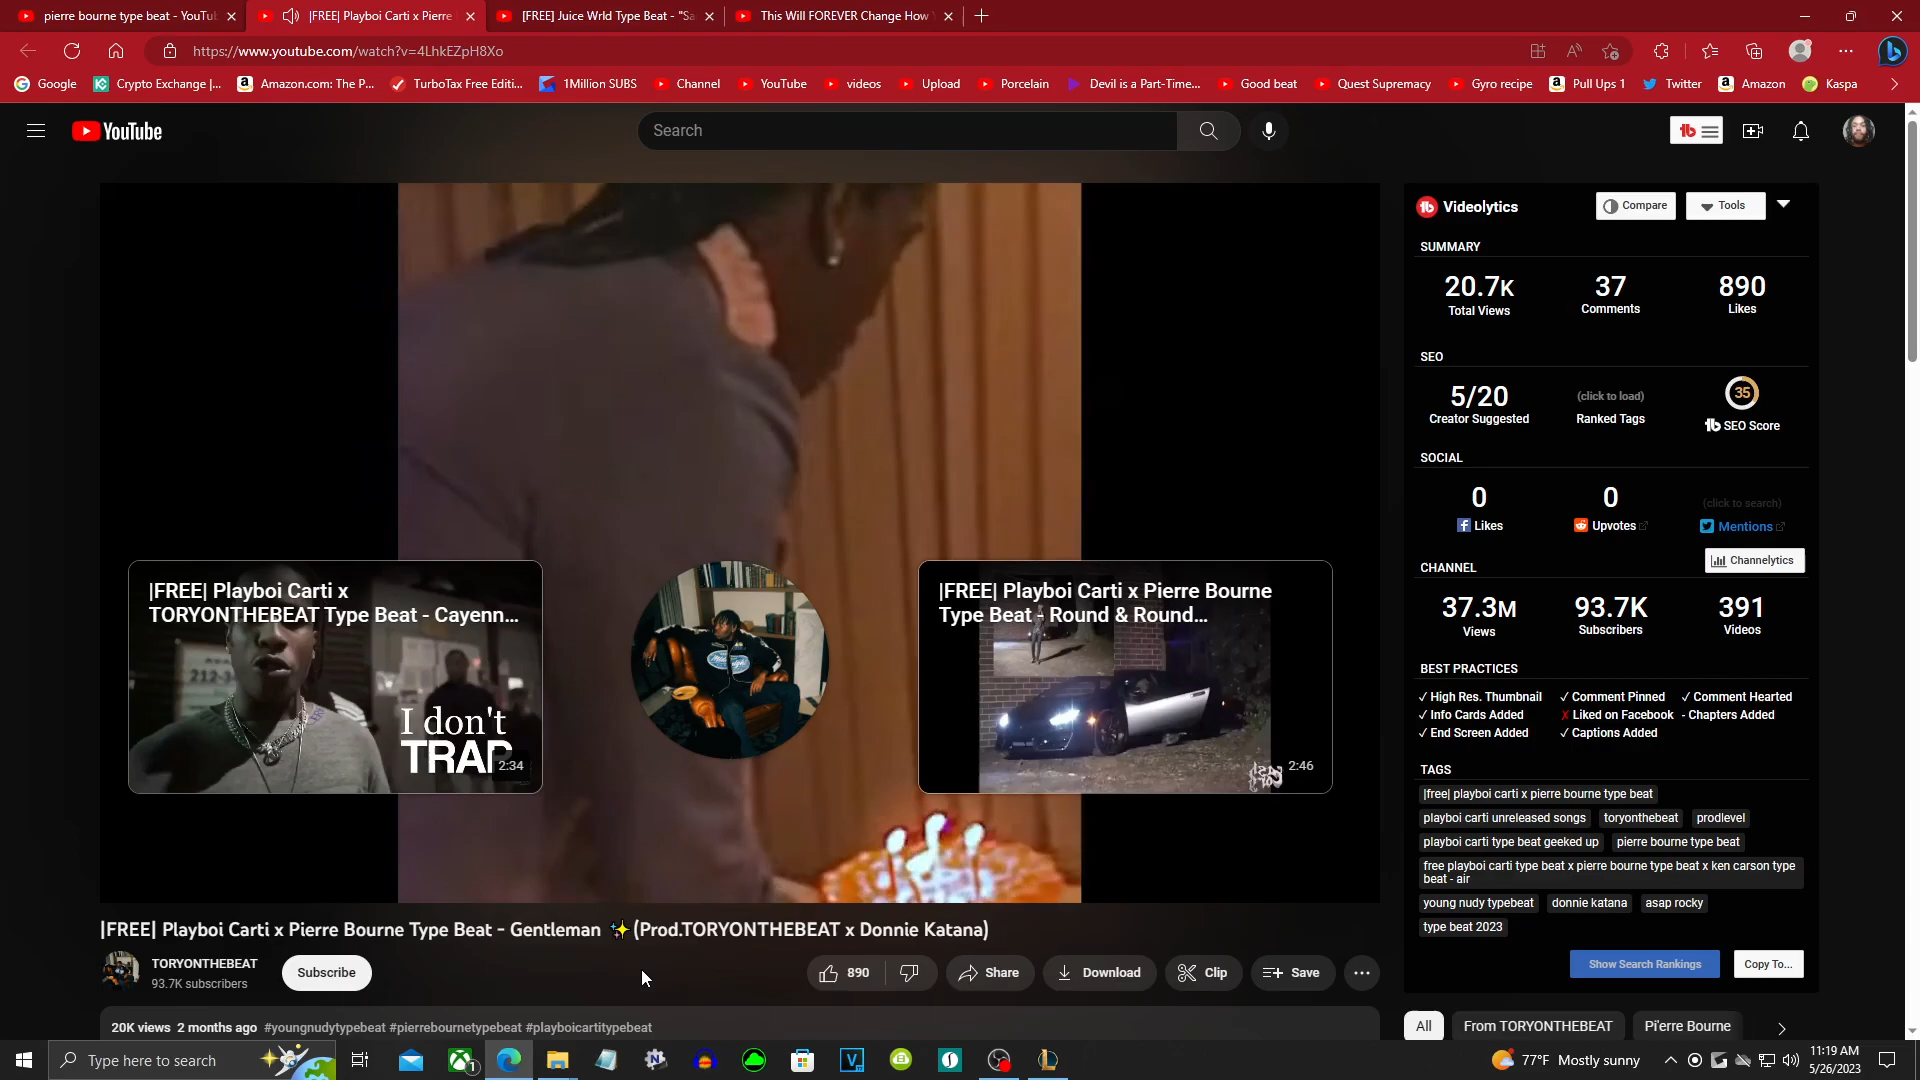 pierre bourne type beat - YouTu
|FREE| Playboi Carti x Pierre
[FREE] Juice Wrld Type Beat - "Sa
This Will FOREVER Change How
https://www.youtube.com/watch?v=4LhkEZpH8Xo
Google
Crypto Exchange |...
Amazon.com: The P...
TurboTax Free Editi...
1Million SUBS
Channel
YouTube
videos
Upload
Porcelain
Devil is a Part-Time...
Good beat
Quest Supremacy
Gyro recipe
Pull Ups 1
Twitter
Amazon
Kaspa
YouTube
Search
|FREE| Playboi Carti x
TORYONTHEBEAT Type Beat - Cayenn...
212-3
I don't
TRAP
2:34
|FREE| Playboi Carti x Pierre Bourne
Type Beat - Round & Round...
2:46
Videolytics
Compare
Tools
SUMMARY
20.7K 37 890
Total Views Comments Likes
SEO
5/20 (click to load) 35
Creator Suggested Ranked Tags SEO Score
SOCIAL
0 0 (click to search)
Likes Upvotes Mentions
CHANNEL
Channelytics
37.3M 93.7K 391
Views Subscribers Videos
BEST PRACTICES
✓ High Res. Thumbnail ✓ Comment Pinned ✓ Comment Hearted
✓ Info Cards Added ✗ Liked on Facebook - Chapters Added
✓ End Screen Added ✓ Captions Added
TAGS
|free| playboi carti x pierre bourne type beat
playboi carti unreleased songs toryonthebeat prodlevel
playboi carti type beat geeked up pierre bourne type beat
free playboi carti type beat x pierre bourne type beat x ken carson type
beat - air
young nudy typebeat donnie katana asap rocky
type beat 2023
Show Search Rankings Copy To...
|FREE| Playboi Carti x Pierre Bourne Type Beat - Gentleman ✨(Prod.TORYONTHEBEAT x Donnie Katana)
TORYONTHEBEAT
93.7K subscribers
Subscribe
890
Share
Download
Clip
Save
20K views 2 months ago #youngnudytypebeat #pierrebournetypebeat #playboicartitypebeat
All From TORYONTHEBEAT Pi'erre Bourne
Type here to search
1
77°F Mostly sunny
11:19 AM
5/26/2023